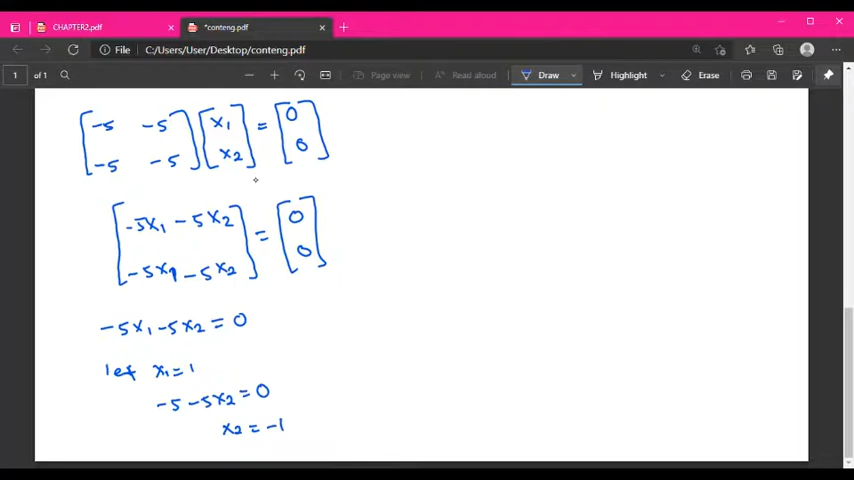 CHAPTER2.pdf
*conteng.pdf
File C:/Users/User/Desktop/conteng.pdf
1 of 1 Page view Read aloud Draw Highlight Erase
-5 -5 x1 = 0
-5 -5 x2 0
-5x1 - 5x2 = 0
-5x1 - 5x2 0
-5x1 - 5x2 = 0
let x1 = 1
-5 - 5x2 = 0
x2 = -1